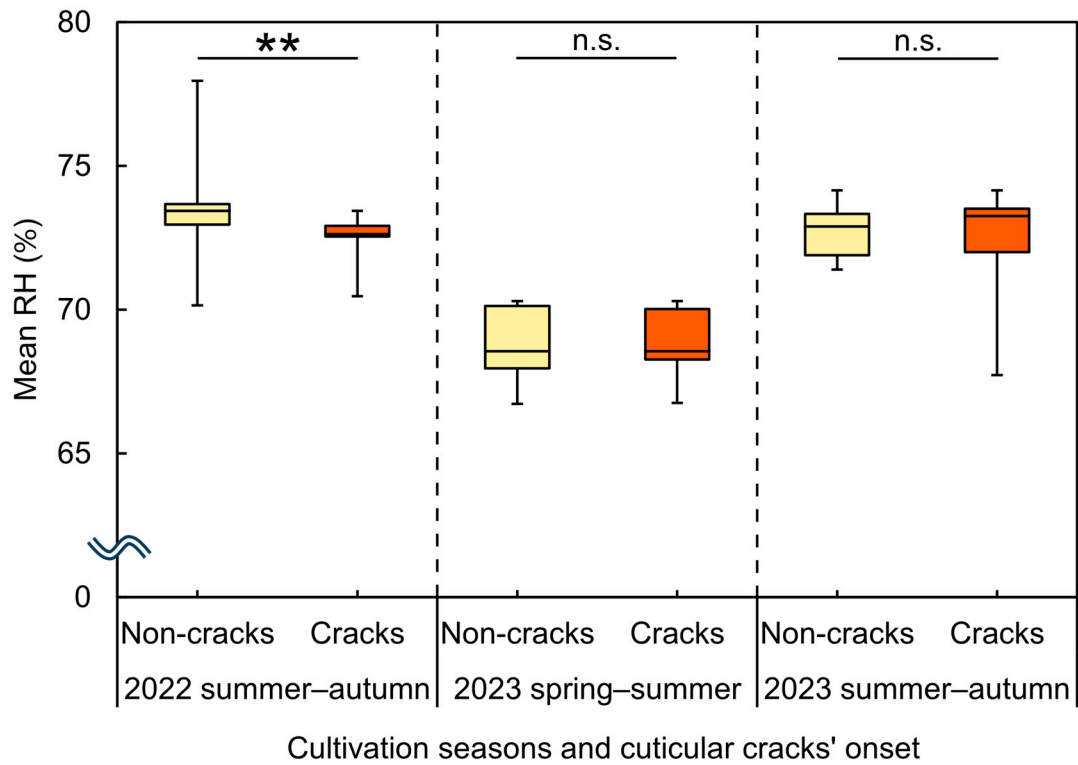 80
**
n.s.
n.s.
75
70
65
0
Mean RH (%)
Non-cracks Cracks Non-cracks Cracks Non-cracks Cracks
2022 summer–autumn 2023 spring–summer 2023 summer–autumn
Cultivation seasons and cuticular cracks' onset